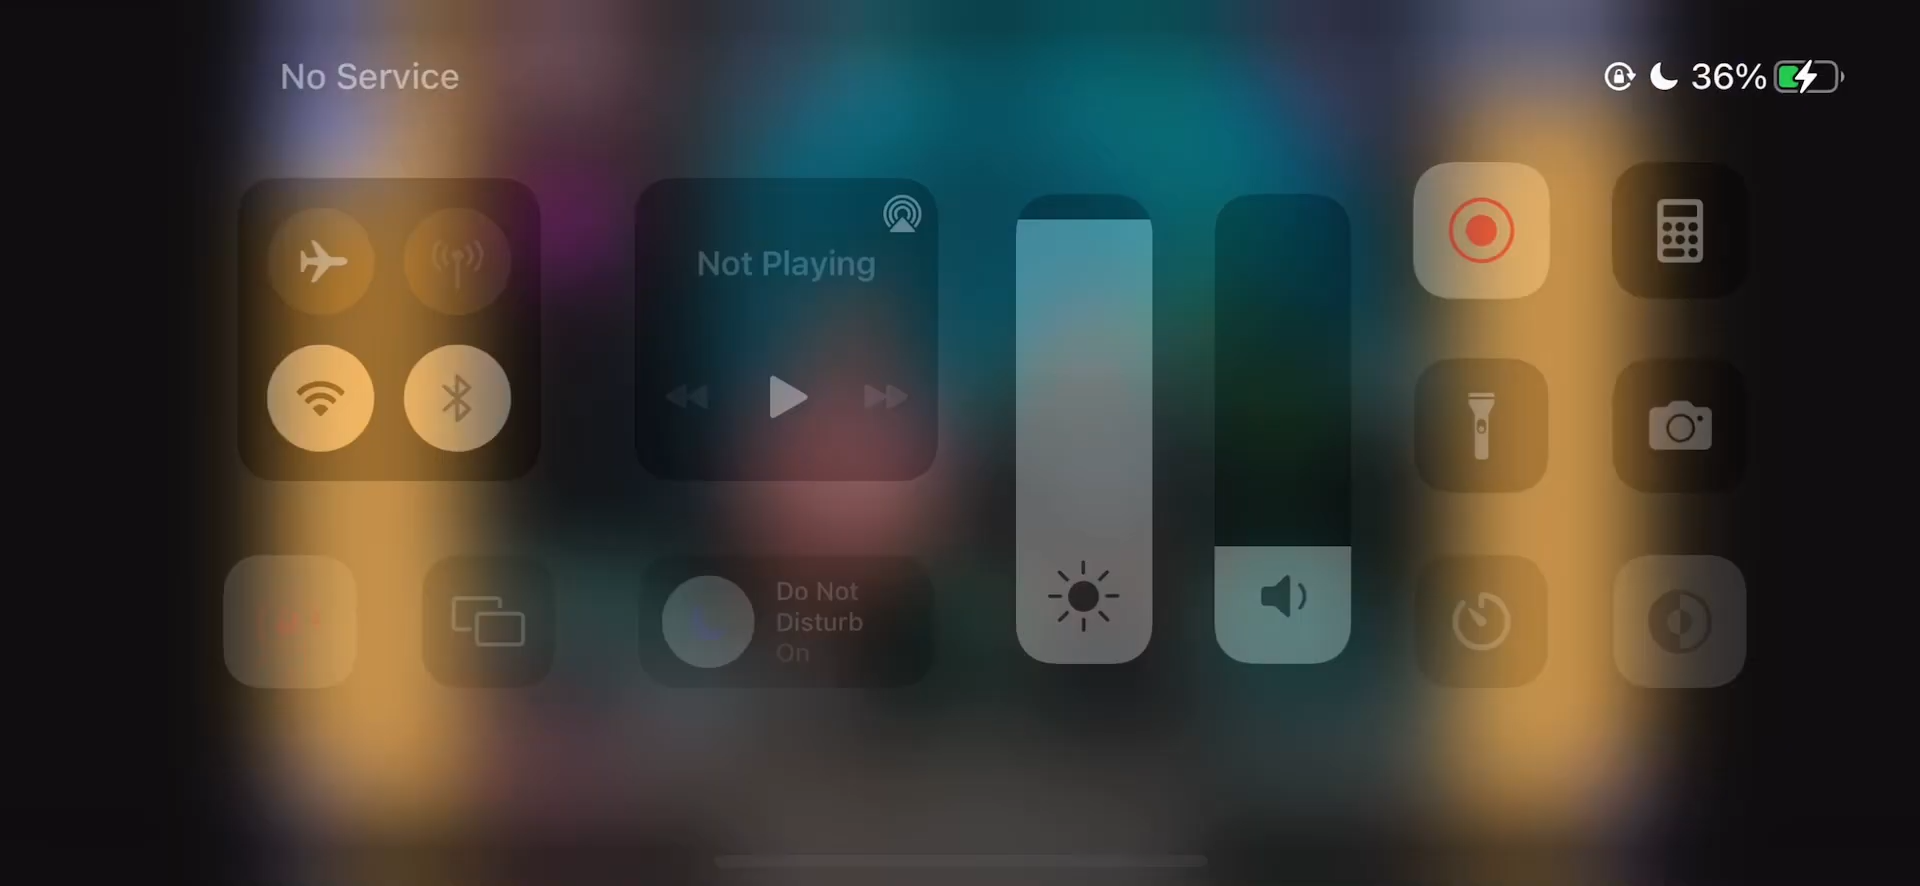 No Service
36%
Not Playing
Do Not
Disturb
On